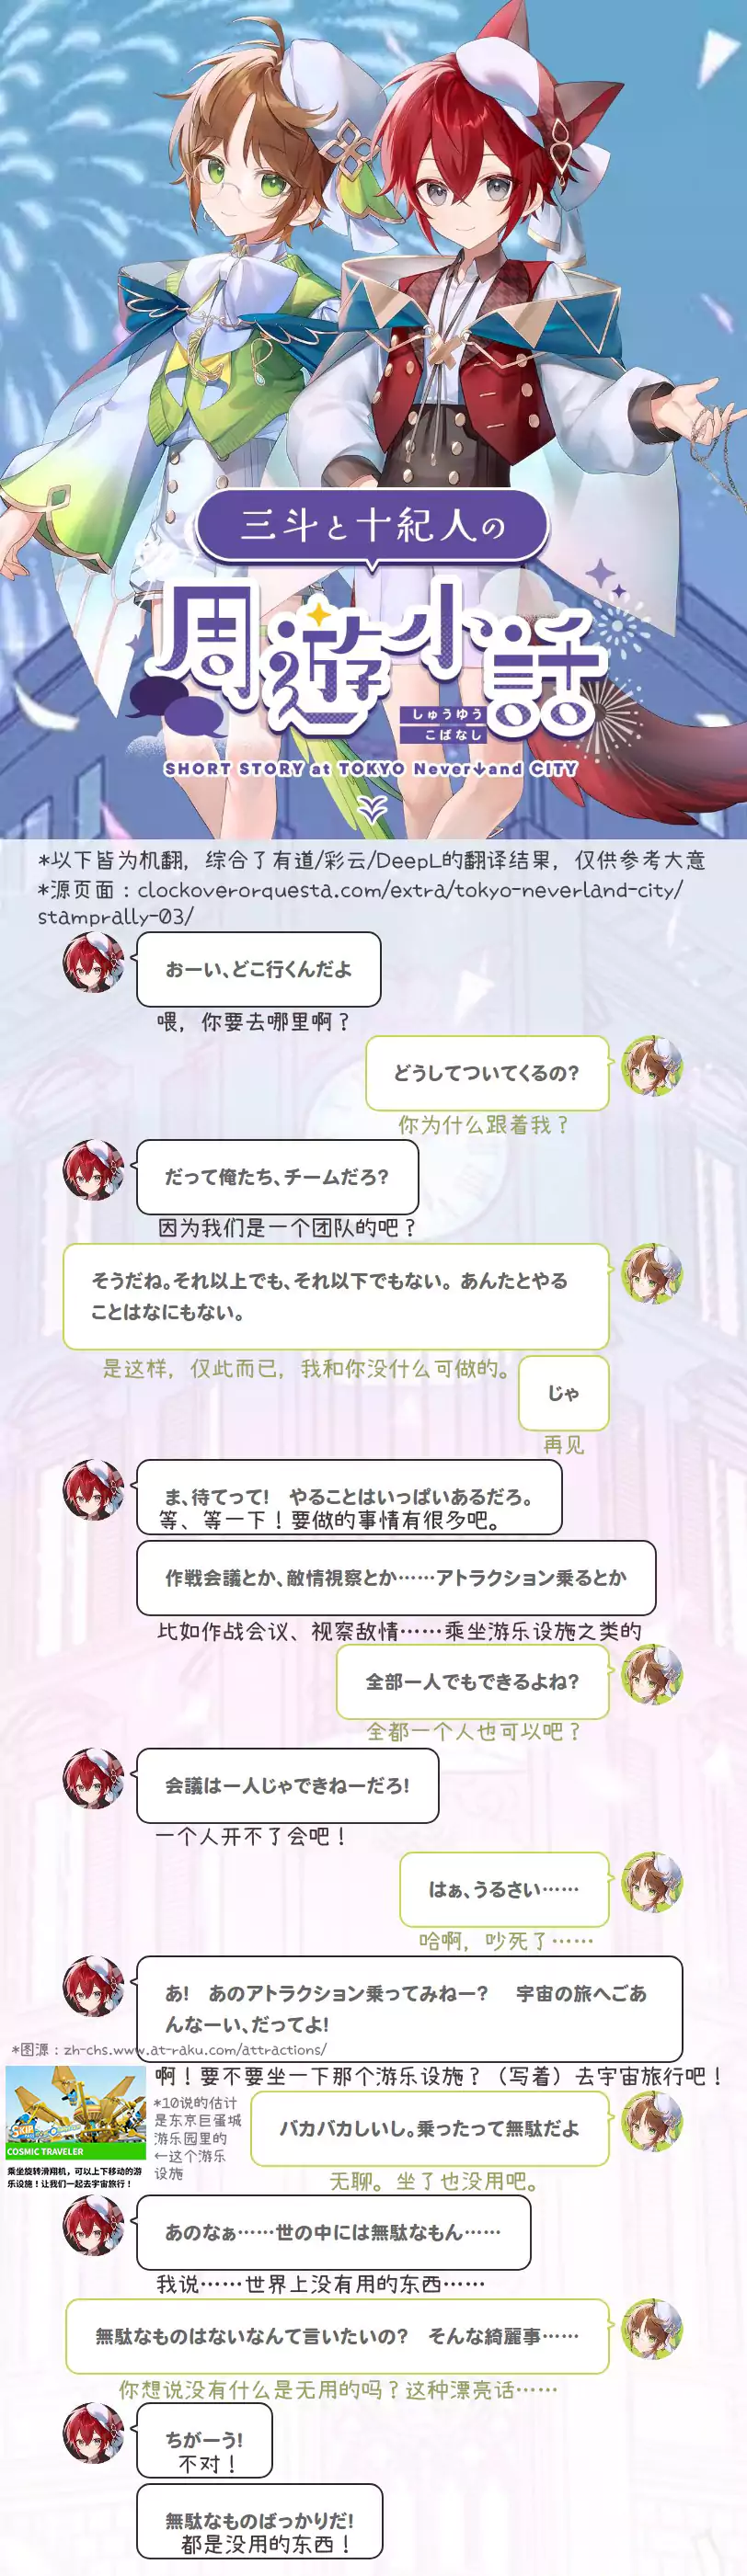 三斗と十紀人の
周遊小話
しゅうゆう
こばなし
SHORT STORY at TOKYO Never↓and CITY
*以下皆为机翻，综合了有道/彩云/DeepL的翻译结果，仅供参考大意
*源页面：clockoverorquesta.com/extra/tokyo-neverland-city/
stamprally-03/
おーい、どこ行くんだよ
喂，你要去哪里啊？
どうしてついてくるの?
你为什么跟着我？
だって俺たち、チームだろ?
因为我们是一个团队的吧？
そうだね。それ以上でも、それ以下でもない。あんたとやる
ことはなにもない。
是这样，仅此而已，我和你没什么可做的。
じゃ
再见
ま、待てって!　やることはいっぱいあるだろ。
等、等一下！要做的事情有很多吧。
作戦会議とか、敵情視察とか……アトラクション乗るとか
比如作战会议、视察敌情……乘坐游乐设施之类的
全部一人でもできるよね?
全都一个人也可以吧？
会議は一人じゃできねーだろ!
一个人开不了会吧！
はぁ、うるさい……
哈啊，吵死了……
あ!　あのアトラクション乗ってみねー?　宇宙の旅へごあ
んなーい、だってよ!
*图源：zh-chs.www.at-raku.com/attractions/
啊！要不要坐一下那个游乐设施？（写着）去宇宙旅行吧！
COSMIC TRAVELER
乘坐旋转滑翔机，可以上下移动的游
乐设施！让我们一起去宇宙旅行！
*10说的估计
是东京巨蛋城
游乐园里的
←这个游乐
设施
バカバカしいし。乗ったって無駄だよ
无聊。坐了也没用吧。
あのなぁ……世の中には無駄なもん……
我说……世界上没有用的东西……
無駄なものはないなんて言いたいの?　そんな綺麗事……
你想说没有什么是无用的吗？这种漂亮话……
ちがーう!
不对！
無駄なものばっかりだ!
都是没用的东西！